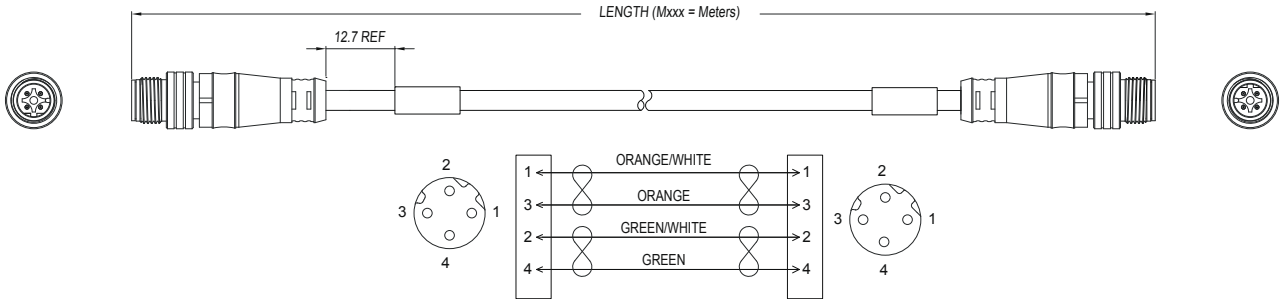 LENGTH (Mxxx = Meters)
12.7 REF
2
3 1
4
1 ORANGE/WHITE 1
3 ORANGE 3
2 GREEN/WHITE 2
4 GREEN 4
2
3 1
4